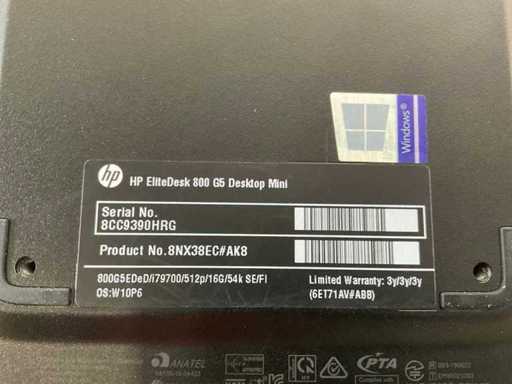 Windows®
hp
HP EliteDesk 800 G5 Desktop Mini
Serial No.
8CC9390HRG
Product No.8NX38EC#AK8
800G5EDeD/i79700/512p/16G/54k SE/FI
OS:W10P6
Limited Warranty: 3y/3y/3y
(6ET71AV#ABB)
ANATEL
PTA